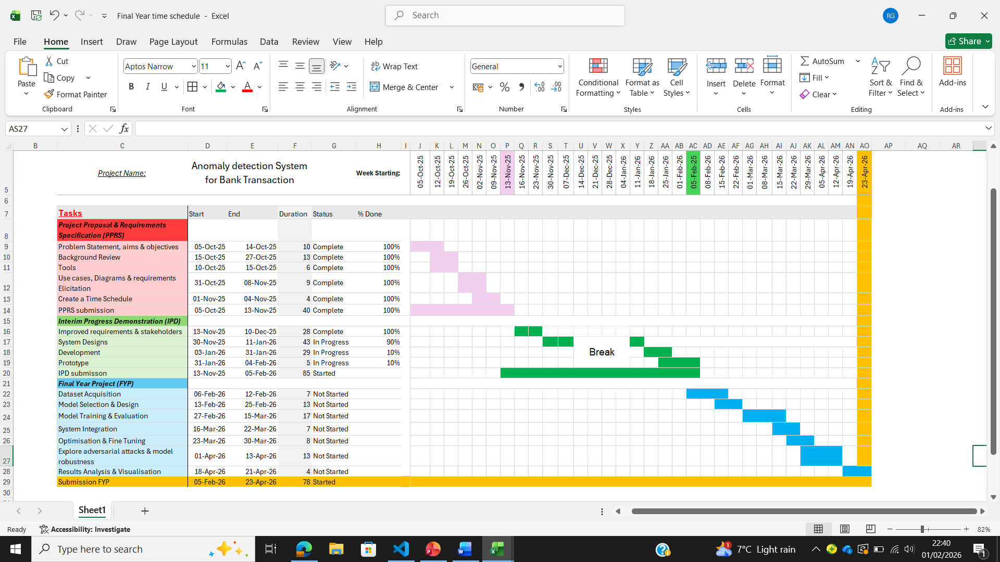 Final Year time schedule - Excel
Search
RG
File Home Insert Draw Page Layout Formulas Data Review View Help
Share
Paste
Cut
Copy
Format Painter
Clipboard
Aptos Narrow 11
B I U
Font
Wrap Text
Merge & Center
Alignment
General
Number
Conditional Formatting
Format as Table
Cell Styles
Styles
Insert
Delete
Format
Cells
AutoSum
Fill
Clear
Sort & Filter
Find & Select
Editing
Add-ins
Add-ins
AS27
fx
B C D E F G H I J K L M N O P Q R S T U V W X Y Z AA AB AC AD AE AF AG AH AI AJ AK AL AM AN AO AP AQ AR
5 Project Name: Anomaly detection System for Bank Transaction Week Starting: 05-Oct-25 12-Oct-25 19-Oct-25 26-Oct-25 02-Nov-25 09-Nov-25 13-Nov-25 16-Nov-25 23-Nov-25 30-Nov-25 07-Dec-25 14-Dec-25 21-Dec-25 28-Dec-25 04-Jan-26 11-Jan-26 18-Jan-26 25-Jan-26 01-Feb-26 05-Feb-25 08-Feb-26 15-Feb-26 22-Feb-26 01-Mar-26 08-Mar-26 15-Mar-26 22-Mar-26 29-Mar-26 05-Apr-26 12-Apr-26 19-Apr-26 23-Apr-26
6
7 Tasks Start End Duration Status % Done
8 Project Proposal & Requirements Specification (PPRS)
9 Problem Statement, aims & objectives 05-Oct-25 14-Oct-25 10 Complete 100%
10 Background Review 15-Oct-25 27-Oct-25 13 Complete 100%
11 Tools 10-Oct-25 15-Oct-25 6 Complete 100%
12 Use cases, Diagrams & requirements Elicitation 31-Oct-25 08-Nov-25 9 Complete 100%
13 Create a Time Schedule 01-Nov-25 04-Nov-25 4 Complete 100%
14 PPRS submission 05-Oct-25 13-Nov-25 40 Complete 100%
15 Interim Progress Demonstration (IPD)
16 Improved requirements & stakeholders 13-Nov-25 10-Dec-25 28 Complete 100%
17 System Designs 30-Nov-25 11-Jan-26 43 In Progress 90%
18 Development 03-Jan-26 31-Jan-26 29 In Progress 10% Break
19 Prototype 31-Jan-26 04-Feb-26 5 In Progress 10%
20 IPD submisson 13-Nov-25 05-Feb-26 85 Started
21 Final Year Project (FYP)
22 Dataset Acquisition 06-Feb-26 12-Feb-26 7 Not Started
23 Model Selection & Design 13-Feb-26 25-Feb-26 13 Not Started
24 Model Training & Evaluation 27-Feb-26 15-Mar-26 17 Not Started
25 System Integration 16-Mar-26 22-Mar-26 7 Not Started
26 Optimisation & Fine Tuning 23-Mar-26 30-Mar-26 8 Not Started
27 Explore adversarial attacks & model robustness 01-Apr-26 13-Apr-26 13 Not Started
28 Results Analysis & Visualisation 18-Apr-26 21-Apr-26 4 Not Started
29 Submission FYP 05-Feb-26 23-Apr-26 78 Started
30
Sheet1
Ready Accessibility: Investigate
82%
Type here to search
1
7°C Light rain
22:40
01/02/2026
1